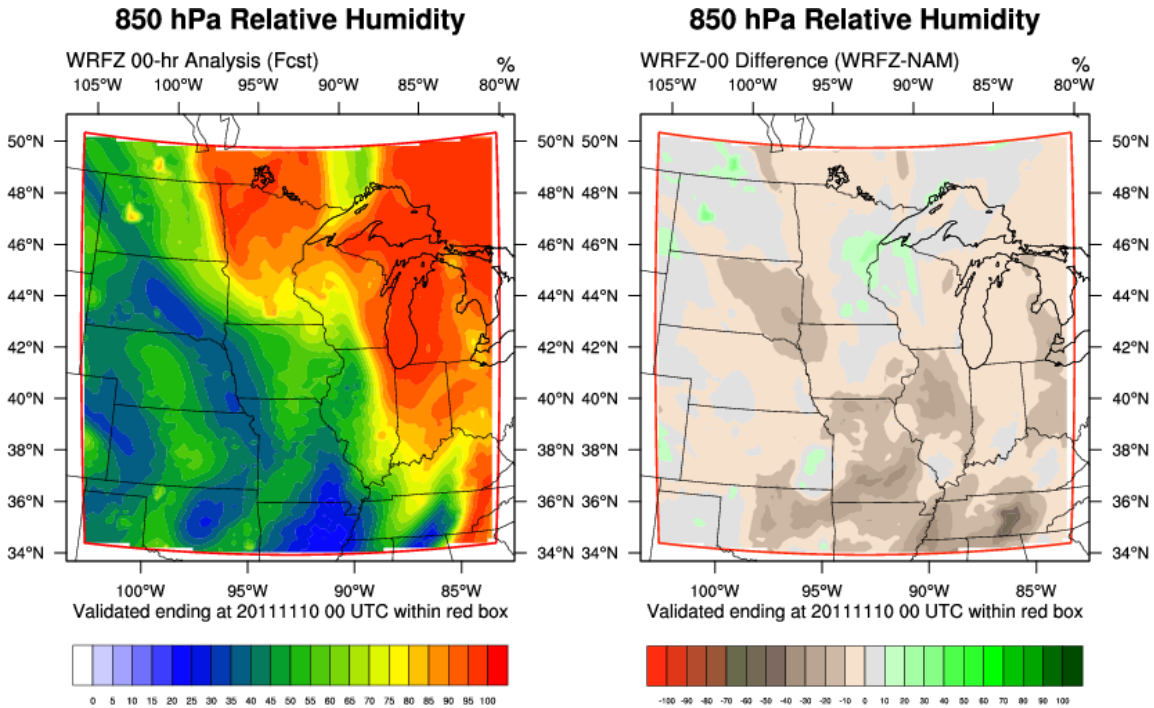 850 hPa Relative Humidity
WRFZ 00-hr Analysis (Fcst)
%
105°W 100°W 95°W 90°W 85°W 80°W
50°N 50°N
48°N 48°N
46°N 46°N
44°N 44°N
42°N 42°N
40°N 40°N
38°N 38°N
36°N 36°N
34°N 34°N
100°W 95°W 90°W 85°W
Validated ending at 20111110 00 UTC within red box
0 5 10 15 20 25 30 35 40 45 50 55 60 65 70 75 80 85 90 95 100
850 hPa Relative Humidity
WRFZ-00 Difference (WRFZ-NAM)
%
105°W 100°W 95°W 90°W 85°W 80°W
50°N 50°N
48°N 48°N
46°N 46°N
44°N 44°N
42°N 42°N
40°N 40°N
38°N 38°N
36°N 36°N
34°N 34°N
100°W 95°W 90°W 85°W
Validated ending at 20111110 00 UTC within red box
-100 -90 -80 -70 -60 -50 -40 -30 -20 -10 0 10 20 30 40 50 60 70 80 90 100